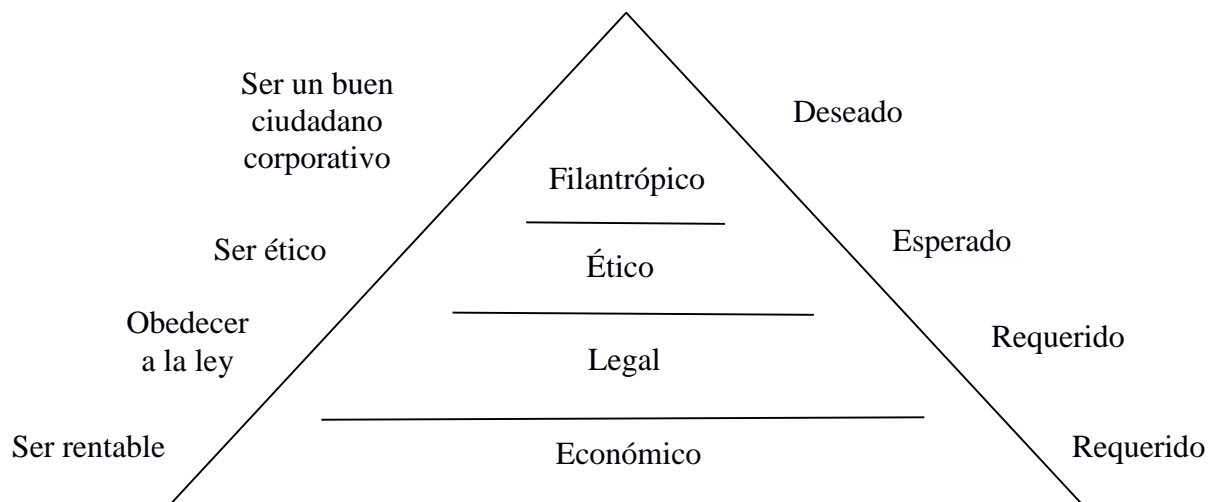 Ser un buen
ciudadano
corporativo
Deseado
Filantrópico
Ser ético
Esperado
Ético
Obedecer
a la ley
Requerido
Legal
Ser rentable
Económico
Requerido